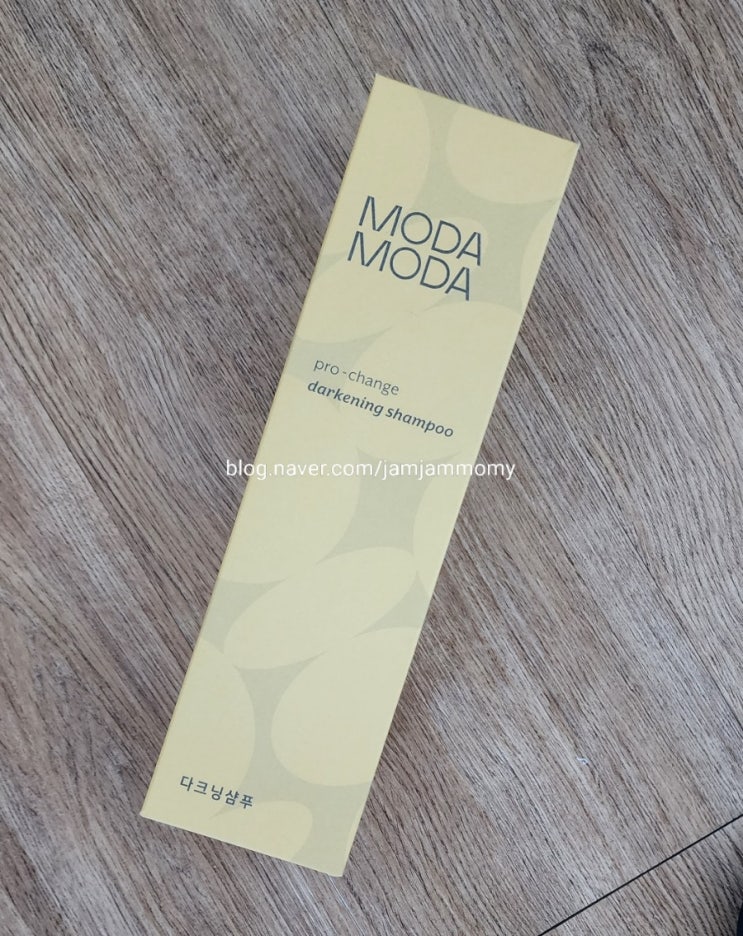 MODA
MODA
pro-change
darkening shampoo
blog.naver.com/jamjammomy
다크닝샴푸